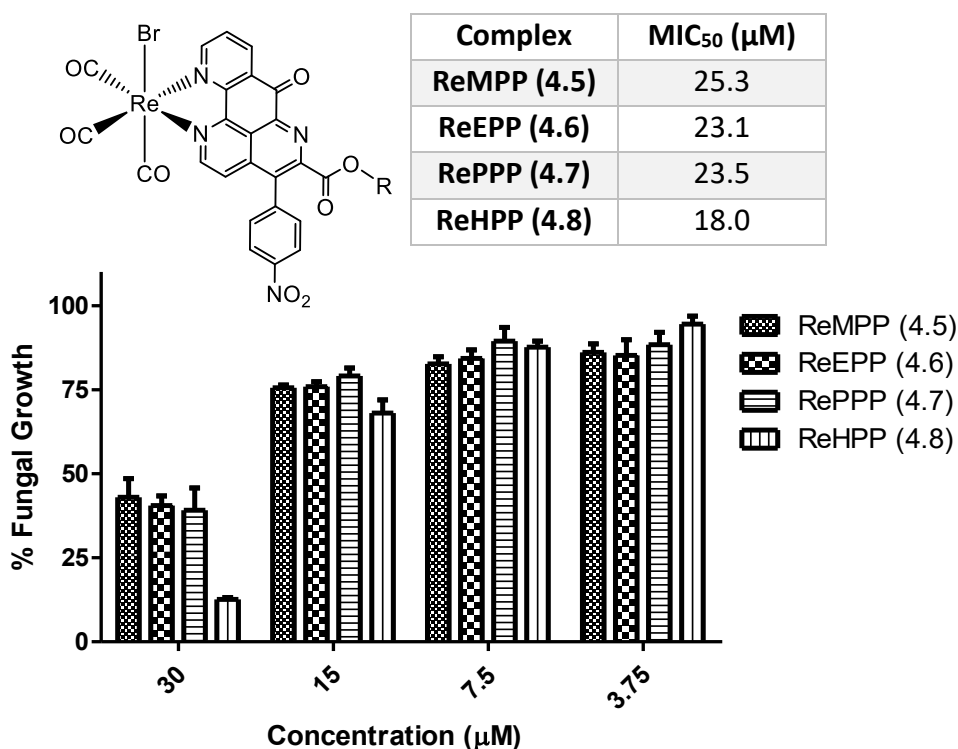 Br
OC
N
O
Re
OC
N
N
CO
O
R
O
NO₂
Complex MIC₅₀ (µM)
ReMPP (4.5) 25.3
ReEPP (4.6) 23.1
RePPP (4.7) 23.5
ReHPP (4.8) 18.0
% Fungal Growth
100
75
50
25
0
ReMPP (4.5)
ReEPP (4.6)
RePPP (4.7)
ReHPP (4.8)
30 15 7.5 3.75
Concentration (µM)